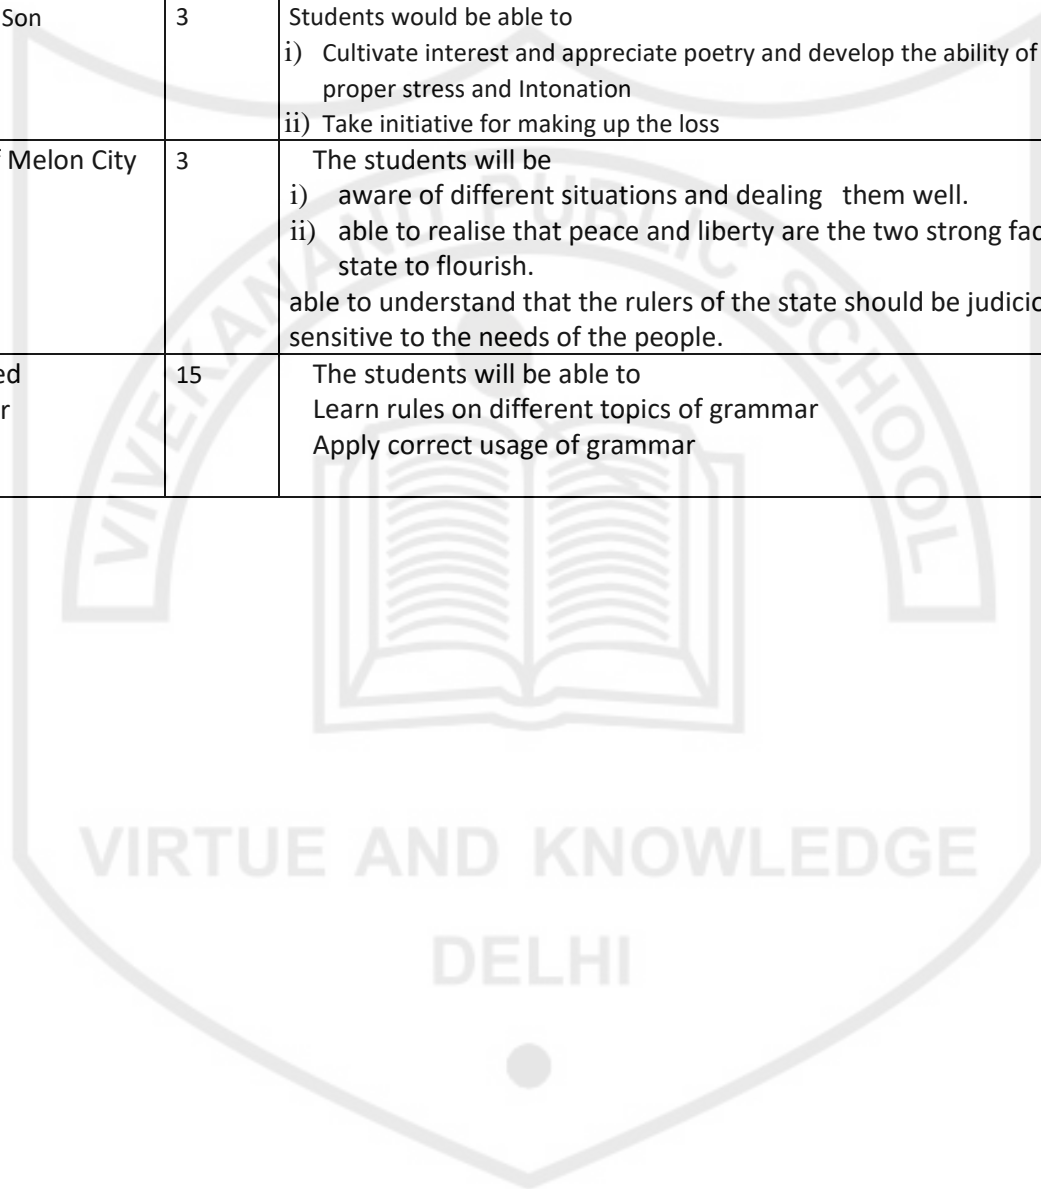 Son
3
Students would be able to
i) Cultivate interest and appreciate poetry and develop the ability of
proper stress and Intonation
ii) Take initiative for making up the loss
Melon City
3
The students will be
i) aware of different situations and dealing them well.
ii) able to realise that peace and liberty are the two strong
state to flourish.
able to understand that the rulers of the state should be
sensitive to the needs of the people.
15
The students will be able to
Learn rules on different topics of grammar
Apply correct usage of grammar
VIVEKANAND PUBLIC SCHOOL
VIRTUE AND KNOWLEDGE
DELHI